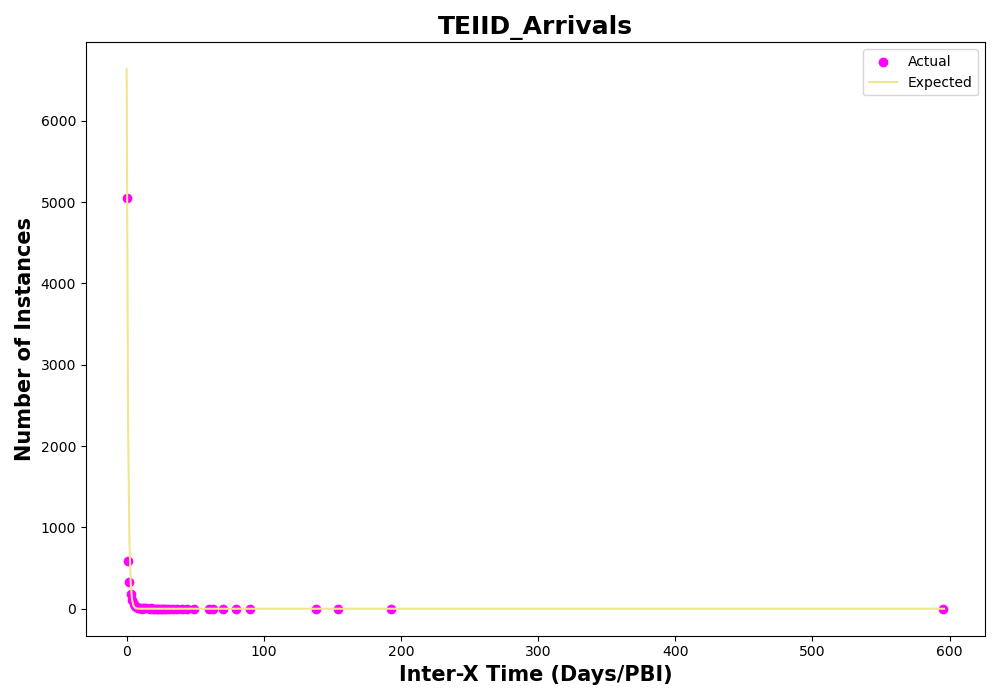 TEIID_Arrivals
Actual
Expected
6000
5000
4000
3000
2000
1000
0
Number of Instances
0 100 200 300 400 500 600
Inter-X Time (Days/PBI)